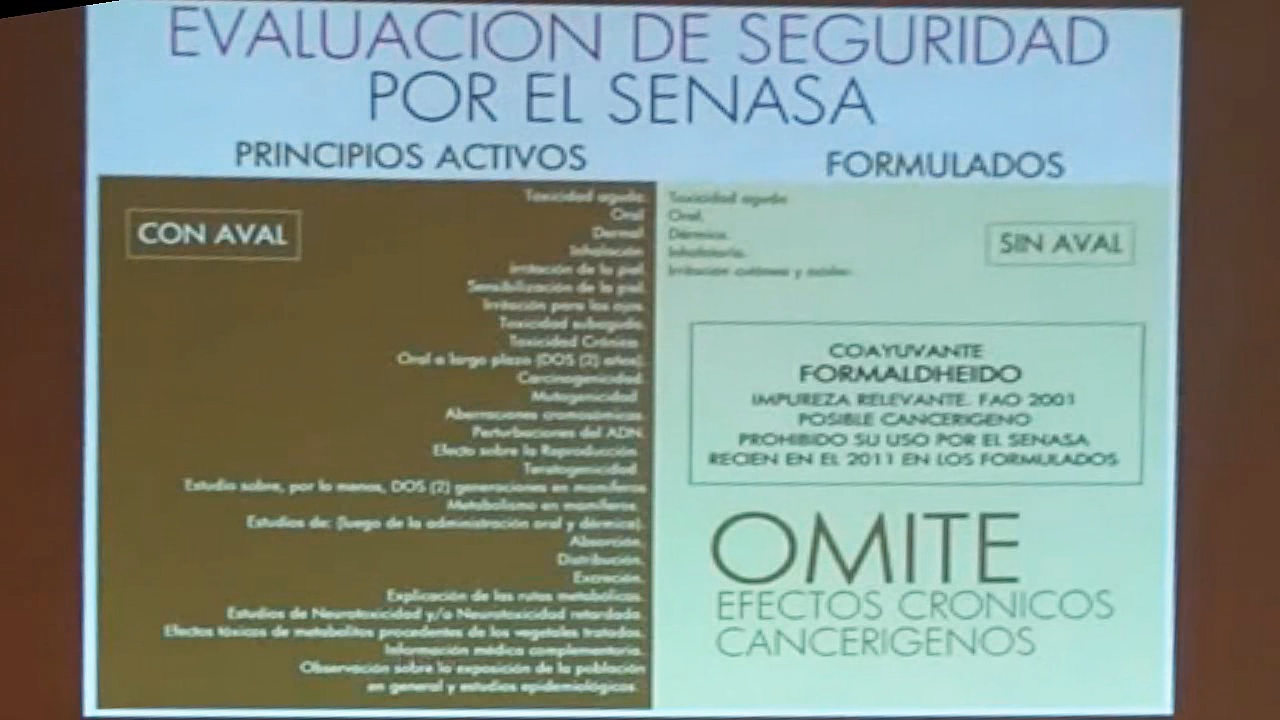 EVALUACION DE SEGURIDAD
POR EL SENASA
PRINCIPIOS ACTIVOS
CON AVAL
Toxicidad aguda.
Oral
Dermal
Inhalación
Irritación de la piel.
Sensibilización de la piel.
Irritación para los ojos.
Toxicidad subaguda.
Toxicidad Crónica.
Oral a largo plazo (DOS (2) años).
Carcinogenicidad.
Mutagenicidad.
Aberraciones cromosómicas.
Perturbaciones del ADN.
Efecto sobre la Reproducción.
Teratogenicidad.
Estudio sobre, por lo menos, DOS (2) generaciones en mamíferos
Metabolismo en mamíferos.
Estudios de: (luego de la administración oral y dérmica).
Absorción.
Distribución.
Excreción.
Explicación de las rutas metabólicas.
Estudios de Neurotoxicidad y/o Neurotoxicidad retardada.
Efectos tóxicos de metabolitos procedentes de los vegetales tratados.
Información médica complementaria.
Observación sobre la exposición de la población
en general y estudios epidemiológicos.
FORMULADOS
Toxicidad aguda
Oral.
Dérmica.
Inhalatoria.
Irritación cutánea y ocular.
SIN AVAL
COAYUVANTE
FORMALDHEIDO
IMPUREZA RELEVANTE. FAO 2001
POSIBLE CANCERIGENO
PROHIBIDO SU USO POR EL SENASA
RECIEN EN EL 2011 EN LOS FORMULADOS
OMITE
EFECTOS CRONICOS
CANCERIGENOS